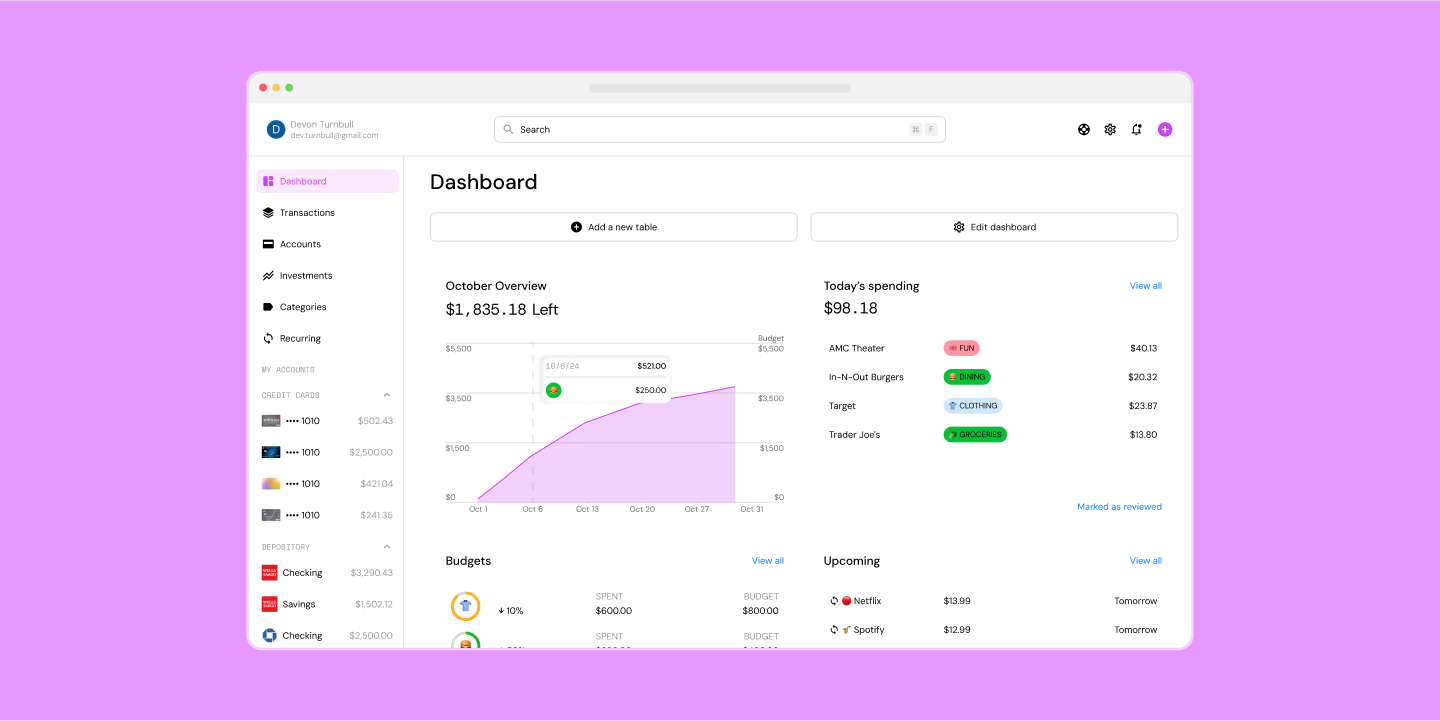 D
Devon Turnbull
dev.turnbull@gmail.com
Search
⌘ F
Dashboard
Transactions
Accounts
Investments
Categories
Recurring
MY ACCOUNTS
CREDIT CARDS
•••• 1010 $502.43
•••• 1010 $2,500.00
•••• 1010 $421.04
•••• 1010 $241.35
DEPOSITORY
WELLS FARGO Checking $3,290.43
WELLS FARGO Savings $1,502.12
Checking $2,500.00
Dashboard
Add a new table
Edit dashboard
October Overview
$1,835.18 Left
Budget
$5,500 $5,500
10/6/24 $521.00
$250.00
$3,500 $3,500
$1,500 $1,500
$0 $0
Oct 1 Oct 6 Oct 13 Oct 20 Oct 27 Oct 31
Today's spending View all
$98.18
AMC Theater FUN $40.13
In-N-Out Burgers DINING $20.32
Target CLOTHING $23.87
Trader Joe's GROCERIES $13.80
Marked as reviewed
Budgets View all
SPENT BUDGET
10% $600.00 $800.00
SPENT BUDGET
Upcoming View all
Netflix $13.99 Tomorrow
Spotify $12.99 Tomorrow